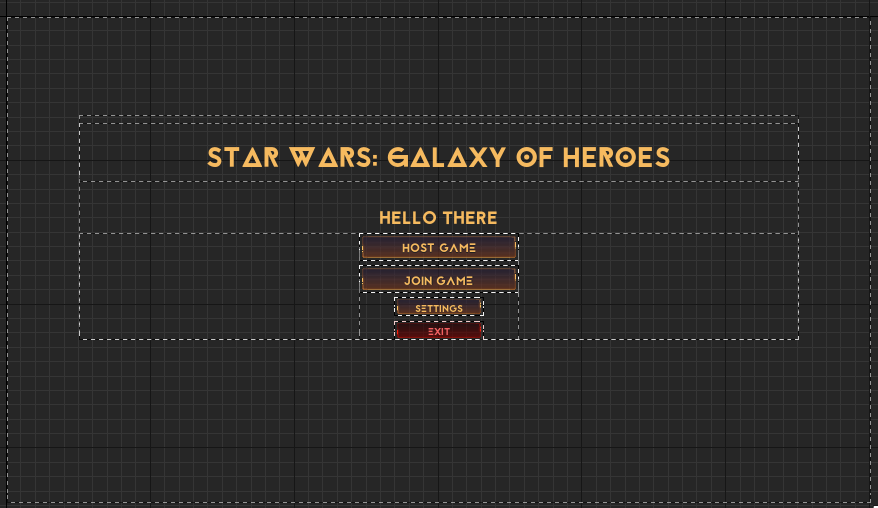 STAR WARS: GALAXY OF HEROES
HELLO THERE
HOST GAME
JOIN GAME
SETTINGS
EXIT